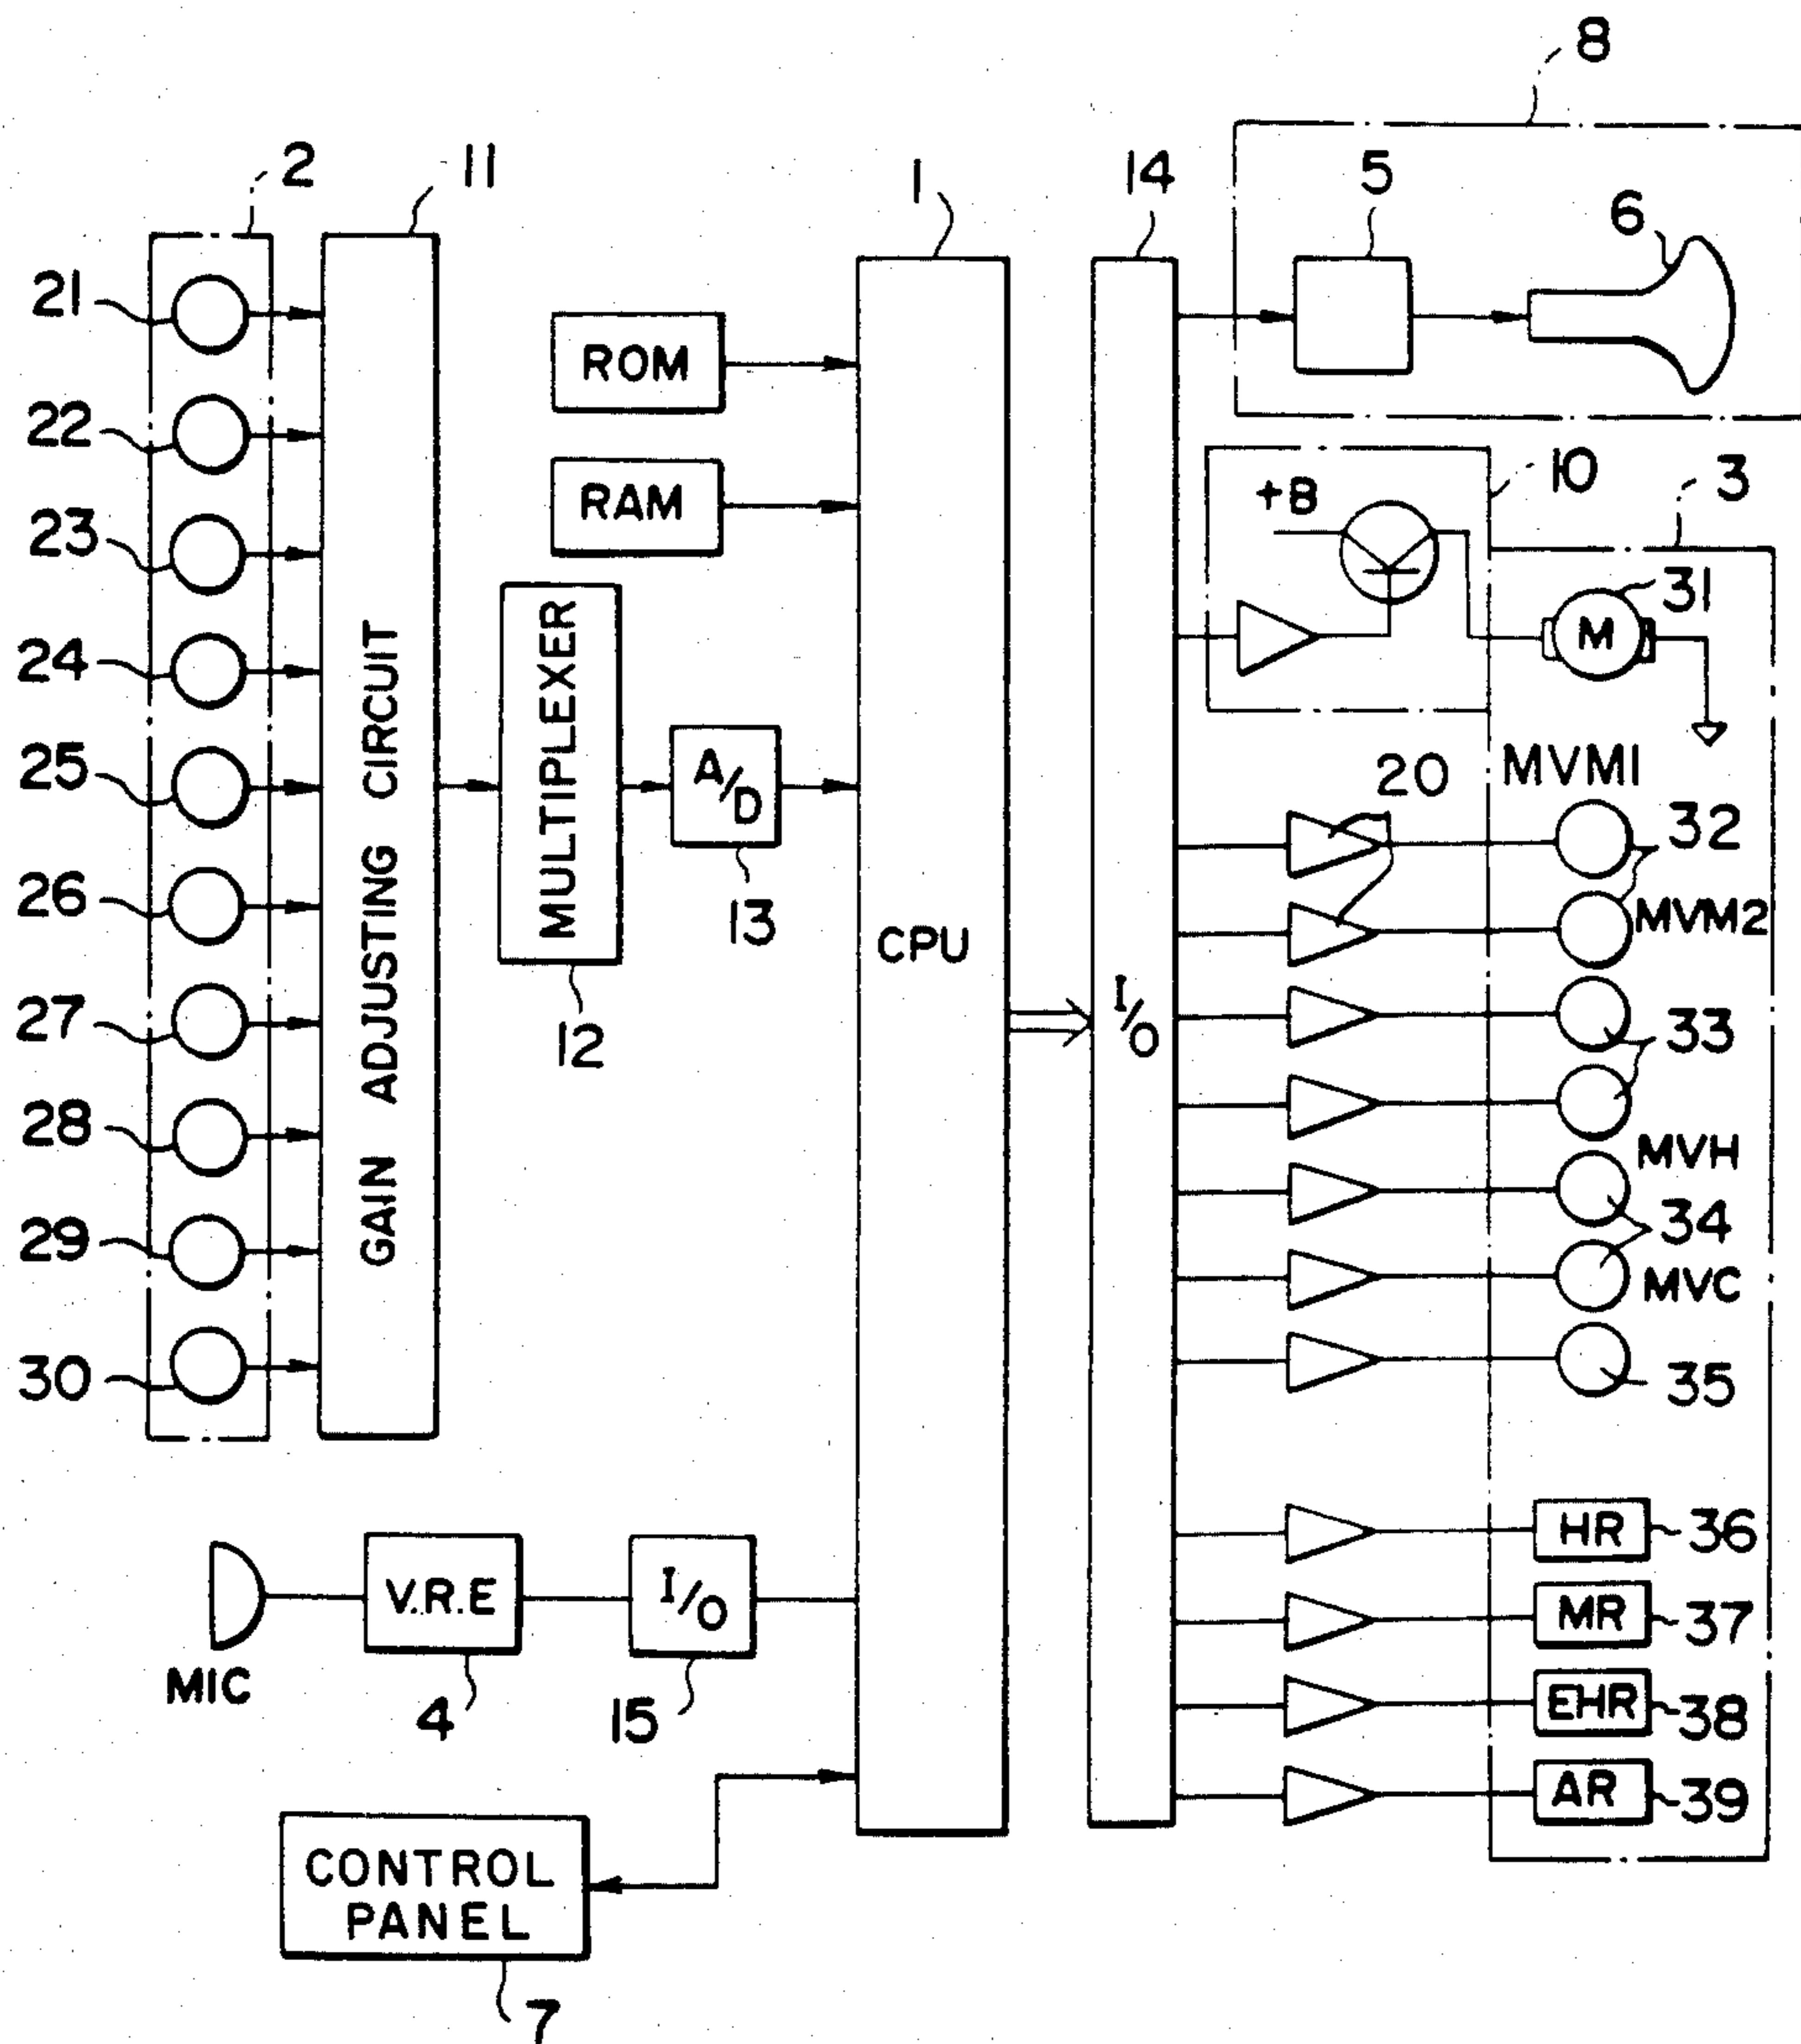 8
2
11
1
14
5
6
21
22
23
24
25
26
27
28
29
30
GAIN ADJUSTING CIRCUIT
ROM
RAM
MULTIPLEXER
12
A/D
13
CPU
I/O
+B
10
3
31
M
20
MVM1
32
MVM2
33
MVH
34
MVC
35
HR
36
MR
37
EHR
38
AR
39
MIC
V.R.E
4
I/O
15
CONTROL
PANEL
7